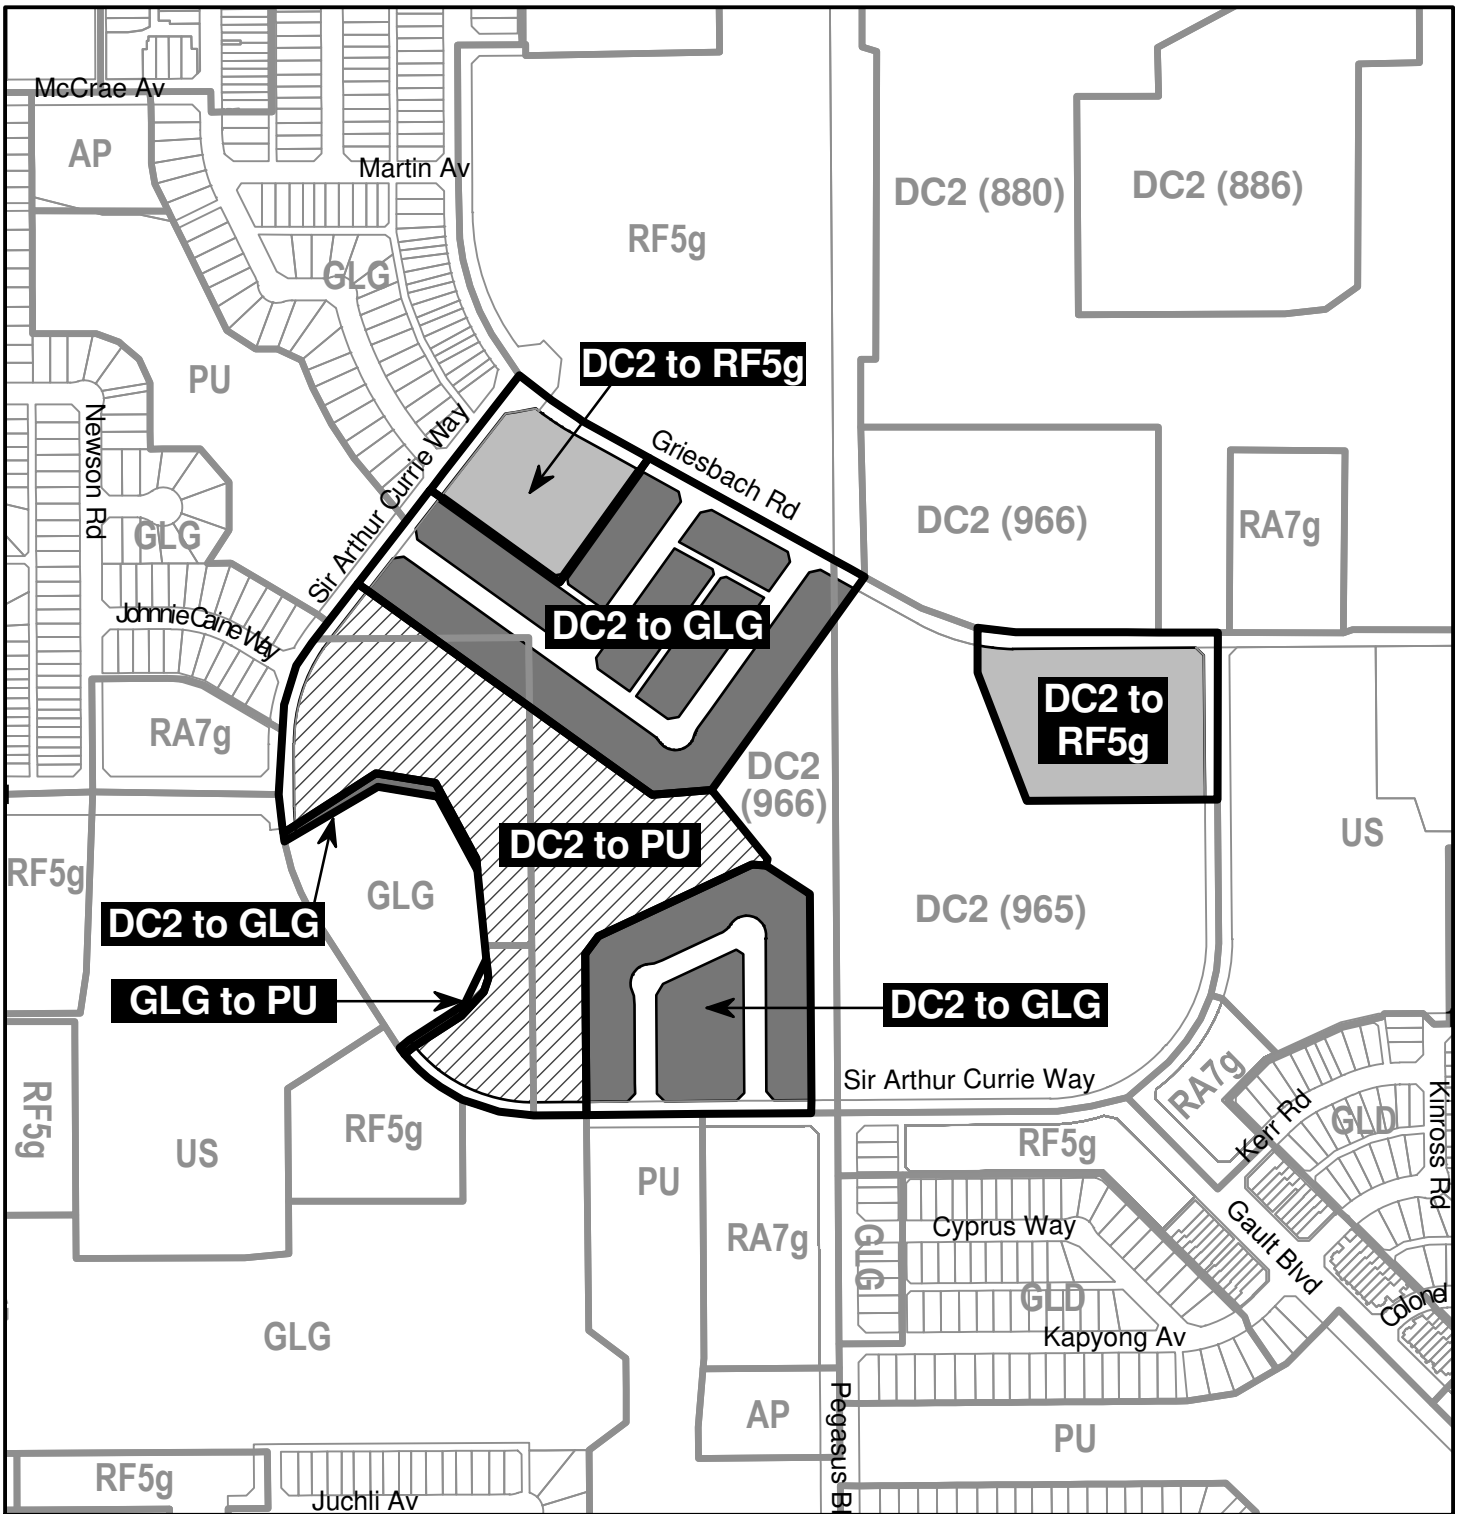 McCrae Av
AP
Martin Av
DC2 (880)
DC2 (886)
RF5g
GLG
DC2 to RF5g
PU
Newson Rd
Sir Arthur Currie Way
Griesbach Rd
DC2 (966)
RA7g
GLG
Johnnie Caine Way
DC2 to GLG
DC2 to
RF5g
RA7g
DC2
(966)
US
DC2 to PU
RF5g
GLG
DC2 (965)
DC2 to GLG
GLG to PU
DC2 to GLG
Sir Arthur Currie Way
RA7g
Kerr Rd
GLD
Kinross Rd
RF5g
US
RF5g
RF5g
PU
RA7g
GLG
Cyprus Way
Gault Blvd
GLD
Colonel
Kapyong Av
GLG
AP
Pegasus Bl
PU
RF5g
Juchli Av